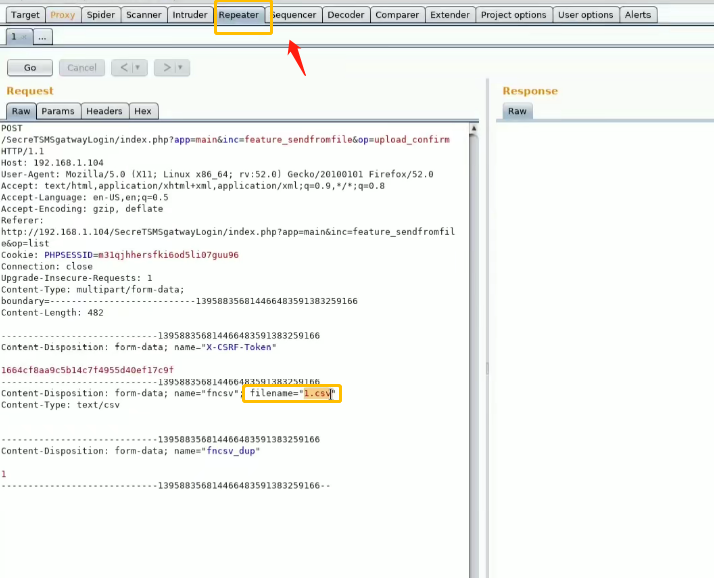 Target Proxy Spider Scanner Intruder Repeater Sequencer Decoder Comparer Extender Project options User options Alerts
1 × ...
Go Cancel < ▼ > ▼
Request Response
Raw Params Headers Hex Raw
POST
/SecreTSMSgatwayLogin/index.php?app=main&inc=feature_sendfromfile&op=upload_confirm
HTTP/1.1
Host: 192.168.1.104
User-Agent: Mozilla/5.0 (X11; Linux x86_64; rv:52.0) Gecko/20100101 Firefox/52.0
Accept: text/html,application/xhtml+xml,application/xml;q=0.9,*/*;q=0.8
Accept-Language: en-US,en;q=0.5
Accept-Encoding: gzip, deflate
Referer:
http://192.168.1.104/SecreTSMSgatwayLogin/index.php?app=main&inc=feature_sendfromfil
e&op=list
Cookie: PHPSESSID=m31qjhhersfki6od5li07guu96
Connection: close
Upgrade-Insecure-Requests: 1
Content-Type: multipart/form-data;
boundary=---------------------------1395883568144664835913832​59166
Content-Length: 482
-----------------------------139588356814466483591383259166
Content-Disposition: form-data; name="X-CSRF-Token"
1664cf8aa9c5b14c7f4955d40ef17c9f
-----------------------------139588356814466483591383259166
Content-Disposition: form-data; name="fncsv"; filename="1.csv"
Content-Type: text/csv
-----------------------------139588356814466483591383259166
Content-Disposition: form-data; name="fncsv_dup"
1
-----------------------------139588356814466483591383259166--